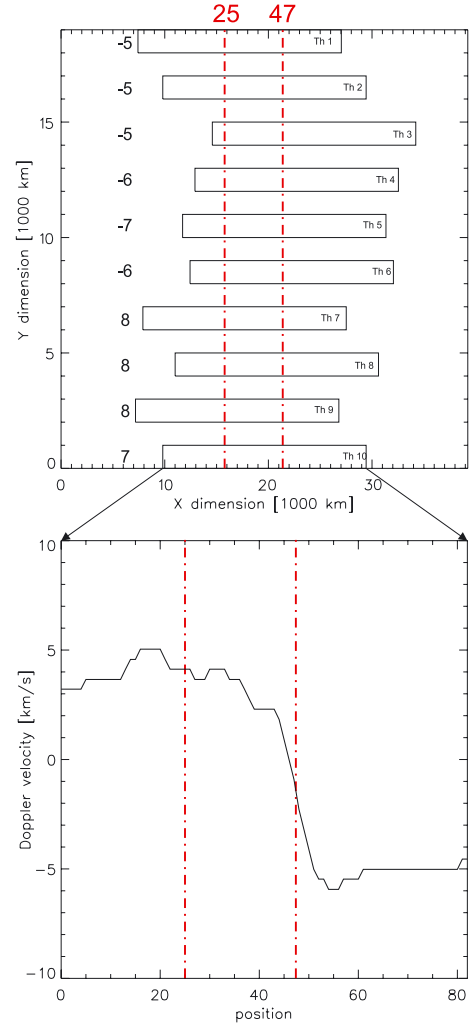 25 47
-5 Th 1
-5 Th 2
15
-5 Th 3
-6 Th 4
10
-7 Th 5
-6 Th 6
8 Th 7
5
8 Th 8
8 Th 9
7 Th 10
0
Y dimension [1000 km]
0 10 20 30
X dimension [1000 km]
10
5
0
-5
-10
Doppler velocity [km/s]
0 20 40 60 80
position